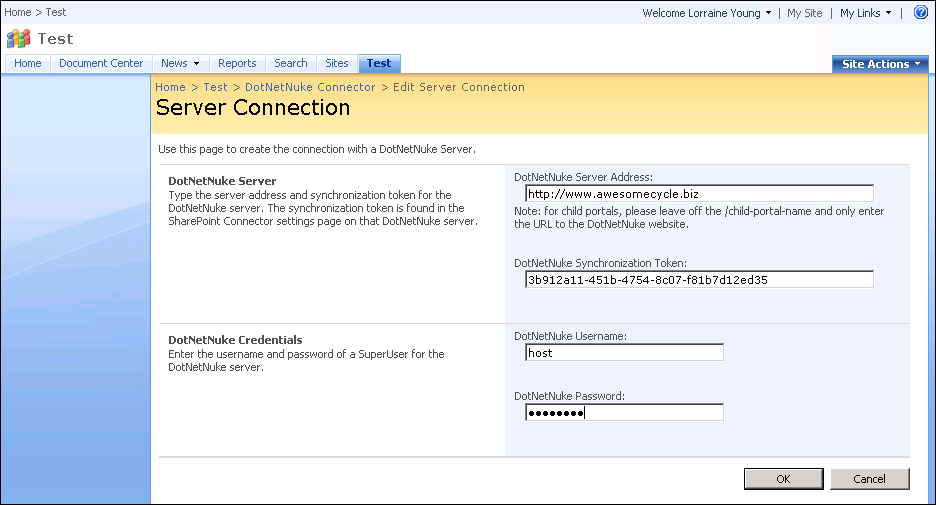 Home > Test
Welcome Lorraine Young | My Site | My Links |
Test
Home Document Center News Reports Search Sites Test Site Actions
Home > Test > DotNetNuke Connector > Edit Server Connection
Server Connection
Use this page to create the connection with a DotNetNuke Server.
DotNetNuke Server
Type the server address and synchronization token for the
DotNetNuke server. The synchronization token is found in the
SharePoint Connector settings page on that DotNetNuke server.
DotNetNuke Server Address:
http://www.awesomecycle.biz
Note: for child portals, please leave off the /child-portal-name and only enter
the URL to the DotNetNuke website.
DotNetNuke Synchronization Token:
3b912a11-451b-4754-8c07-f81b7d12ed35
DotNetNuke Credentials
Enter the username and password of a SuperUser for the
DotNetNuke server.
DotNetNuke Username:
host
DotNetNuke Password:
●●●●●●●●
OK Cancel